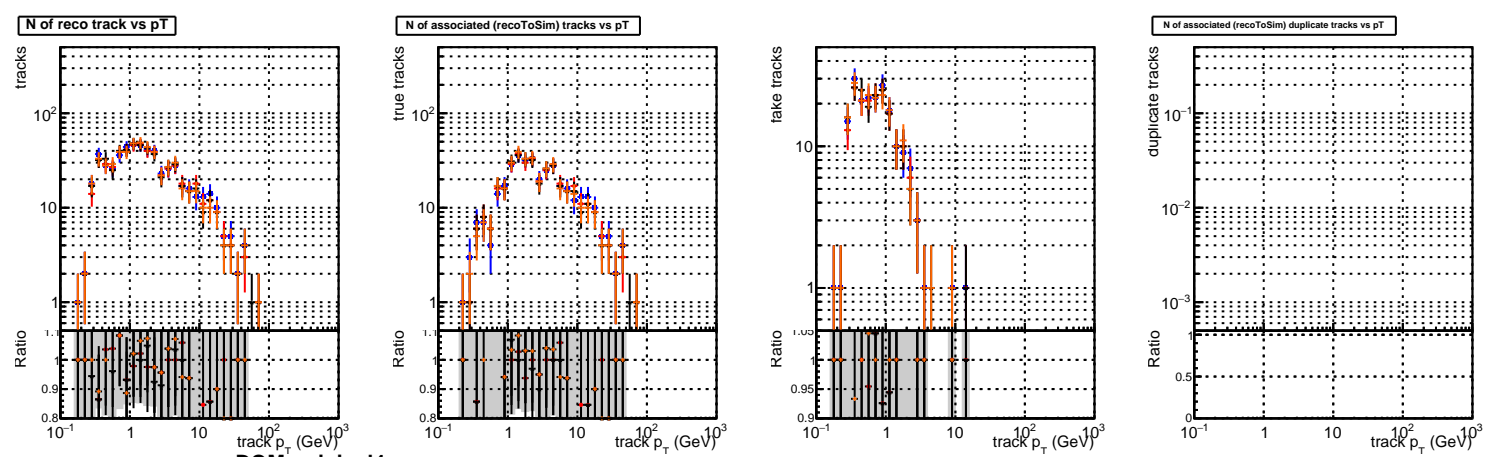 N of reco track vs pT
tracks
10²
10
1
Ratio
1.1
1
0.9
0.8
10⁻¹ 1 10 10² 10³
track p_T (GeV)
N of associated (recoToSim) tracks vs pT
true tracks
10²
10
1
Ratio
1.1
1
0.9
0.8
10⁻¹ 1 10 10² 10³
track p_T (GeV)
fake tracks
10
1
Ratio
1.05
1
0.95
0.9
10⁻¹ 1 10 10² 10³
track p_T (GeV)
N of associated (recoToSim) duplicate tracks vs pT
duplicate tracks
10⁻¹
10⁻²
10⁻³
Ratio
1
0.5
0
10⁻¹ 1 10 10² 10³
track p_T (GeV)